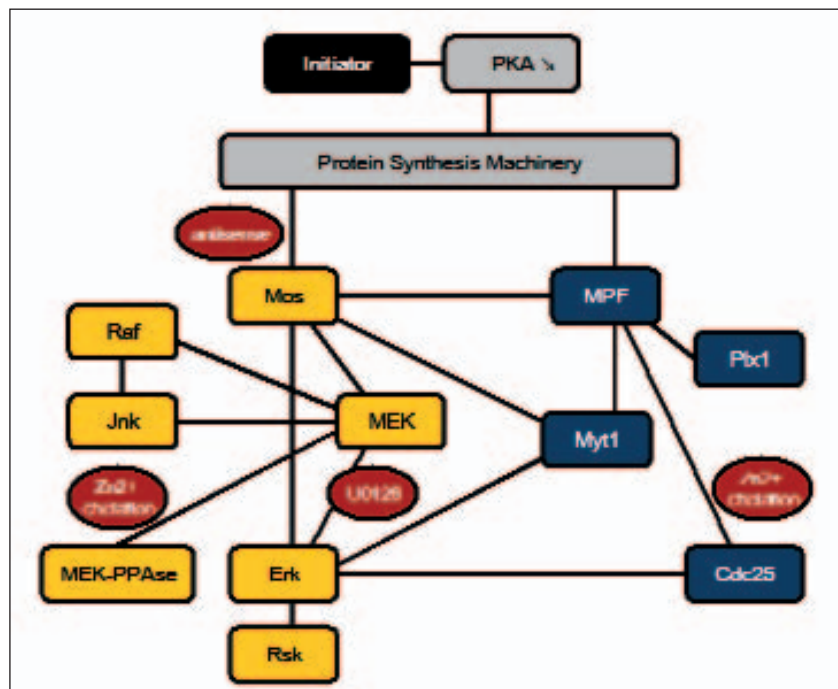 Initiator
PKA ↘
Protein Synthesis Machinery
antisense
Mos
MPF
Raf
Plx1
Jnk
MEK
Myt1
Zn2+
chelation
U0126
Zn2+
chelation
MEK-PPAse
Erk
Cdc25
Rsk